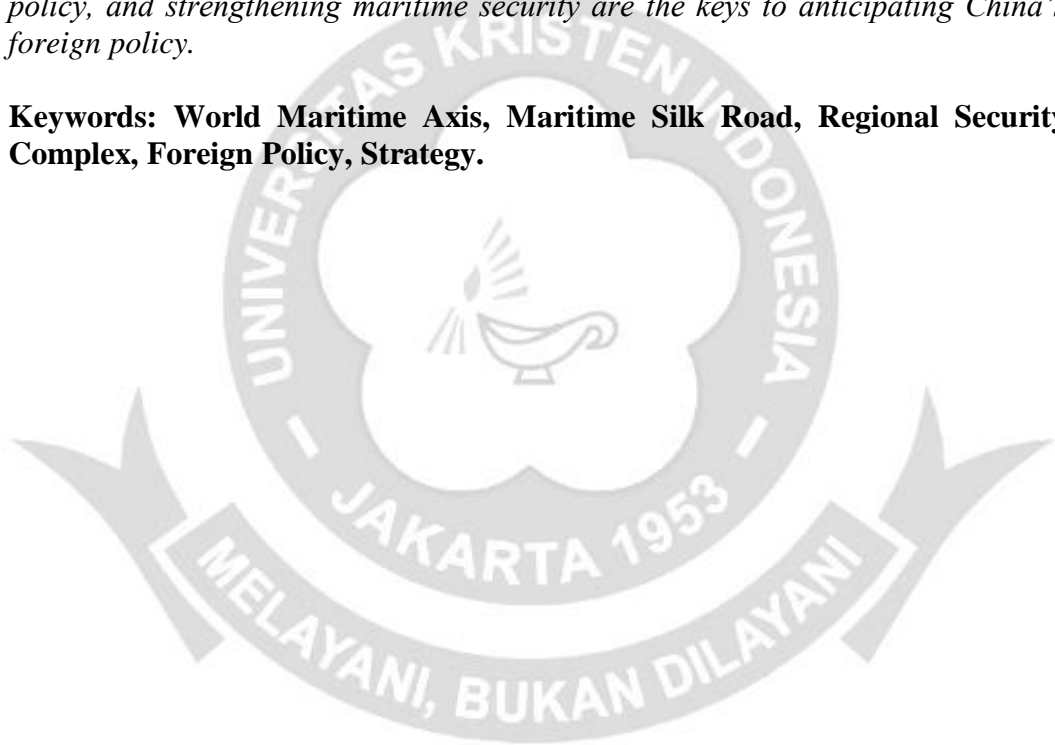 policy, and strengthening maritime security are the keys to anticipating China's
foreign policy.
Keywords: World Maritime Axis, Maritime Silk Road, Regional Security
Complex, Foreign Policy, Strategy.
UNIVERSITAS KRISTEN INDONESIA
JAKARTA 1953
MELAYANI, BUKAN DILAYANI